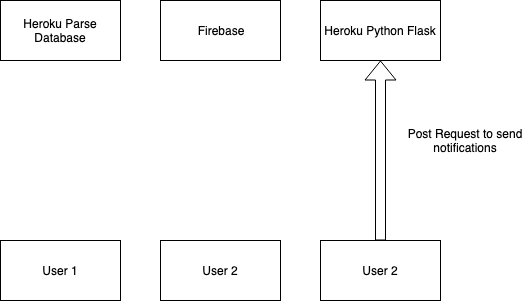 Heroku Parse
Database
Firebase
Heroku Python Flask
Post Request to send
notifications
User 1
User 2
User 2